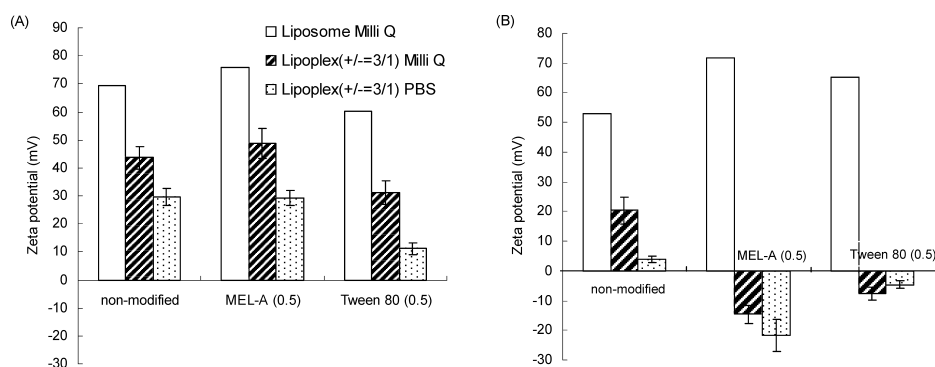 (A)
90
80
70
60
50
40
30
20
10
0
-10
-20
-30
Zeta potential (mV)
Liposome Milli Q
Lipoplex(+/-=3/1) Milli Q
Lipoplex(+/-=3/1) PBS
non-modified
MEL-A (0.5)
Tween 80 (0.5)
(B)
80
70
60
50
40
30
20
10
0
-10
-20
-30
Zeta potential (mV)
non-modified
MEL-A (0.5)
Tween 80 (0.5)